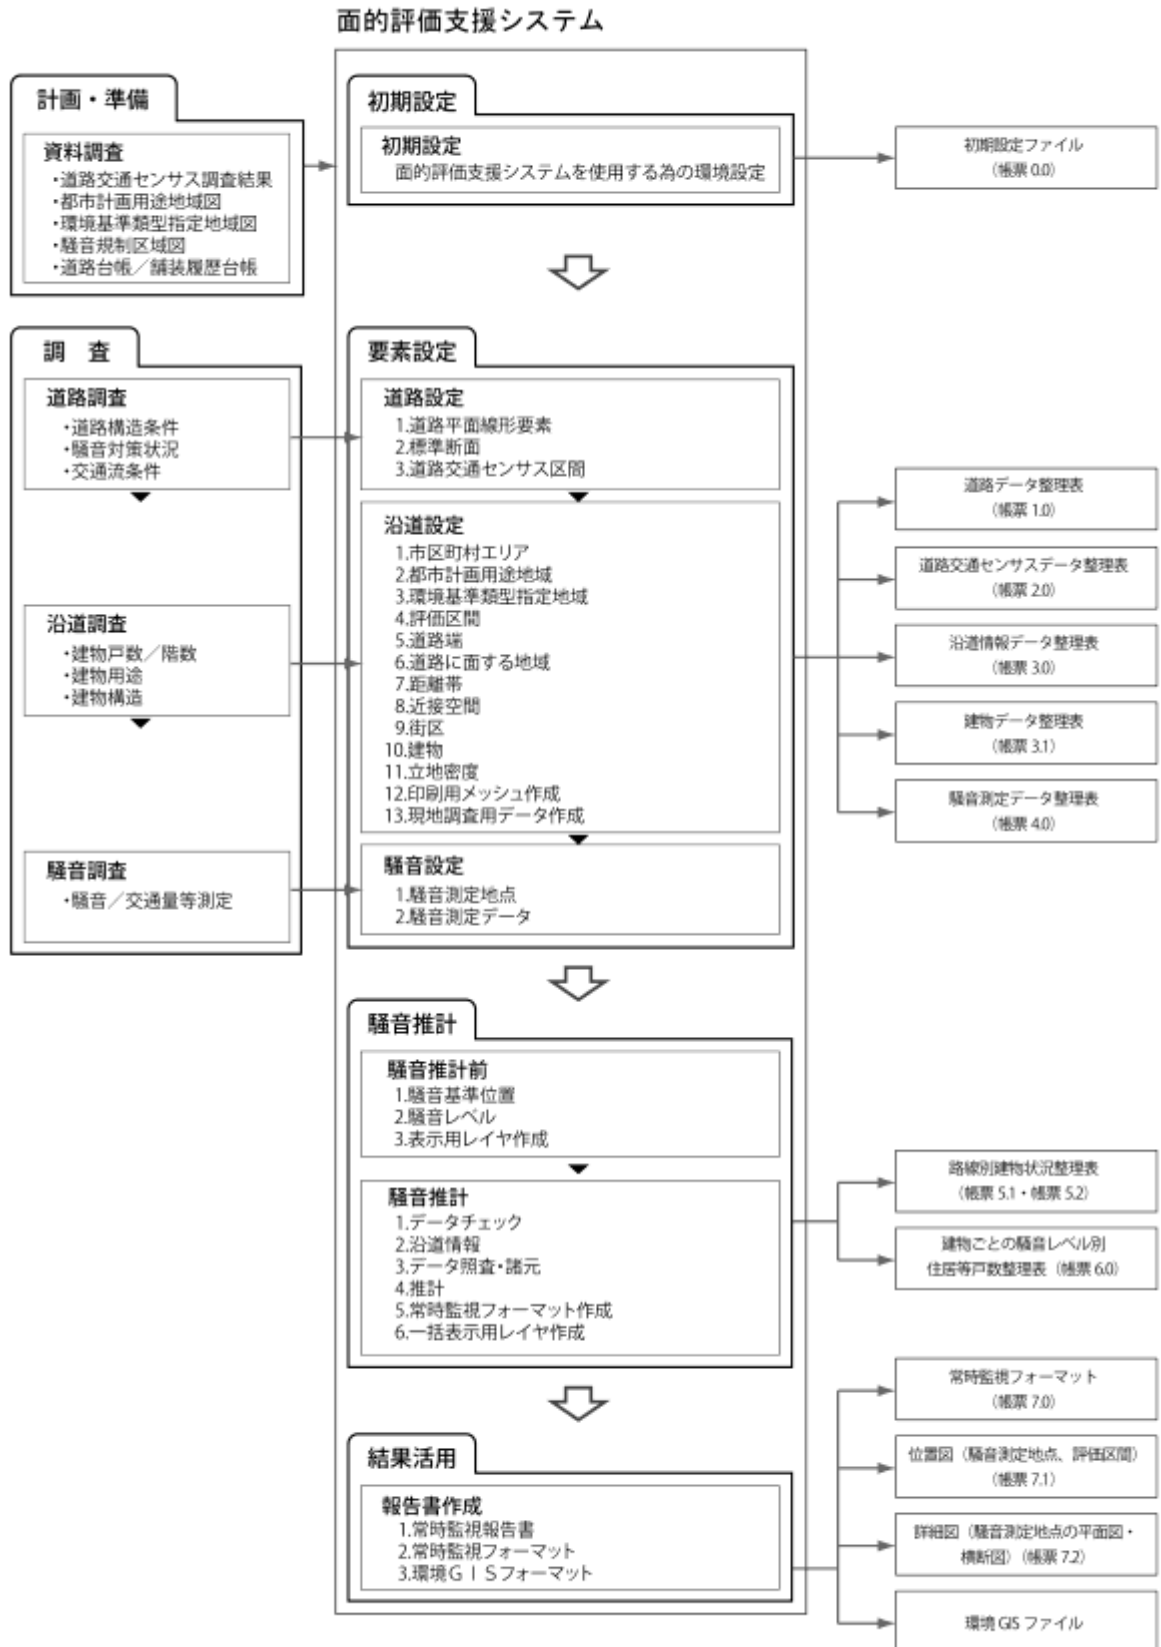 面的評価支援システム
計画・準備
資料調査
・道路交通センサス調査結果
・都市計画用途地域図
・環境基準類型指定地域図
・騒音規制区域図
・道路台帳／舗装履歴台帳
初期設定
初期設定
面的評価支援システムを使用する為の環境設定
初期設定ファイル
（帳票 0.0）
調　査
道路調査
・道路構造条件
・騒音対策状況
・交通流条件
沿道調査
・建物戸数／階数
・建物用途
・建物構造
騒音調査
・騒音／交通量等測定
要素設定
道路設定
1.道路平面線形要素
2.標準断面
3.道路交通センサス区間
沿道設定
1.市区町村エリア
2.都市計画用途地域
3.環境基準類型指定地域
4.評価区間
5.道路端
6.道路に面する地域
7.距離帯
8.近接空間
9.街区
10.建物
11.立地密度
12.印刷用メッシュ作成
13.現地調査用データ作成
騒音設定
1.騒音測定地点
2.騒音測定データ
道路データ整理表
（帳票 1.0）
道路交通センサスデータ整理表
（帳票 2.0）
沿道情報データ整理表
（帳票 3.0）
建物データ整理表
（帳票 3.1）
騒音測定データ整理表
（帳票 4.0）
騒音推計
騒音推計前
1.騒音基準位置
2.騒音レベル
3.表示用レイヤ作成
騒音推計
1.データチェック
2.沿道情報
3.データ照査・諸元
4.推計
5.常時監視フォーマット作成
6.一括表示用レイヤ作成
路線別建物状況整理表
（帳票 5.1・帳票 5.2）
建物ごとの騒音レベル別
住居等戸数整理表（帳票 6.0）
結果活用
報告書作成
1.常時監視報告書
2.常時監視フォーマット
3.環境ＧＩＳフォーマット
常時監視フォーマット
（帳票 7.0）
位置図（騒音測定地点、評価区間）
（帳票 7.1）
詳細図（騒音測定地点の平面図・
横断図）（帳票 7.2）
環境 GIS ファイル